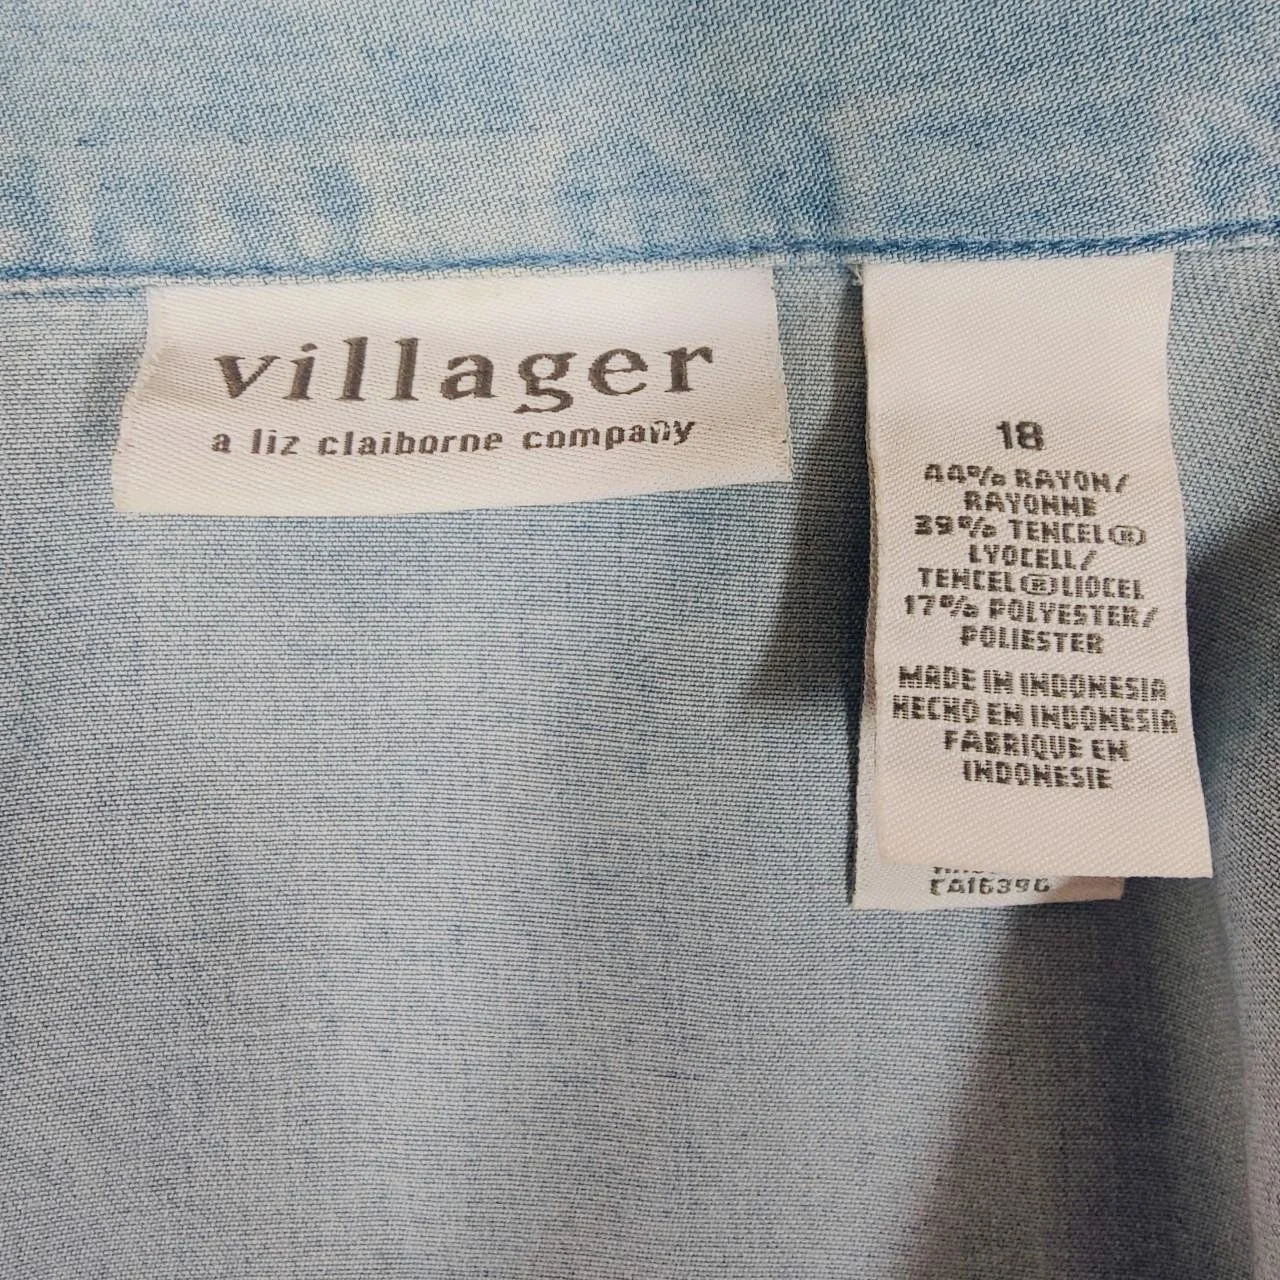 villager
a liz claiborne company
18
44% RAYON/
RAYONNE
39% TENCEL®
LYOCELL/
TENCEL® LIOCEL
17% POLYESTER/
POLIESTER
MADE IN INDONESIA
HECHO EN INDONESIA
FABRIQUE EN
INDONESIE